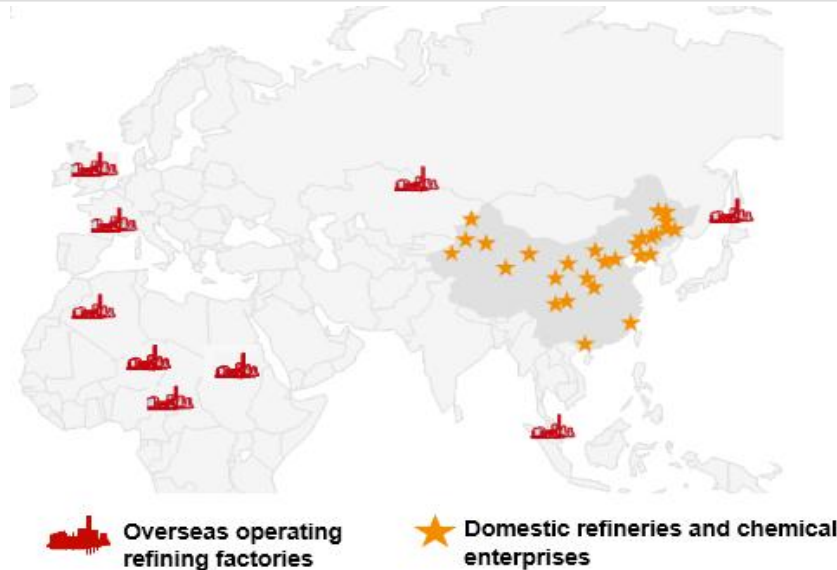 Overseas operating
refining factories
Domestic refineries and chemical
enterprises